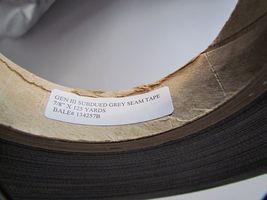 GEN III SUBDUED GREY SEAM TAPE
7/8" X 125 YARDS
BALE# 134257B